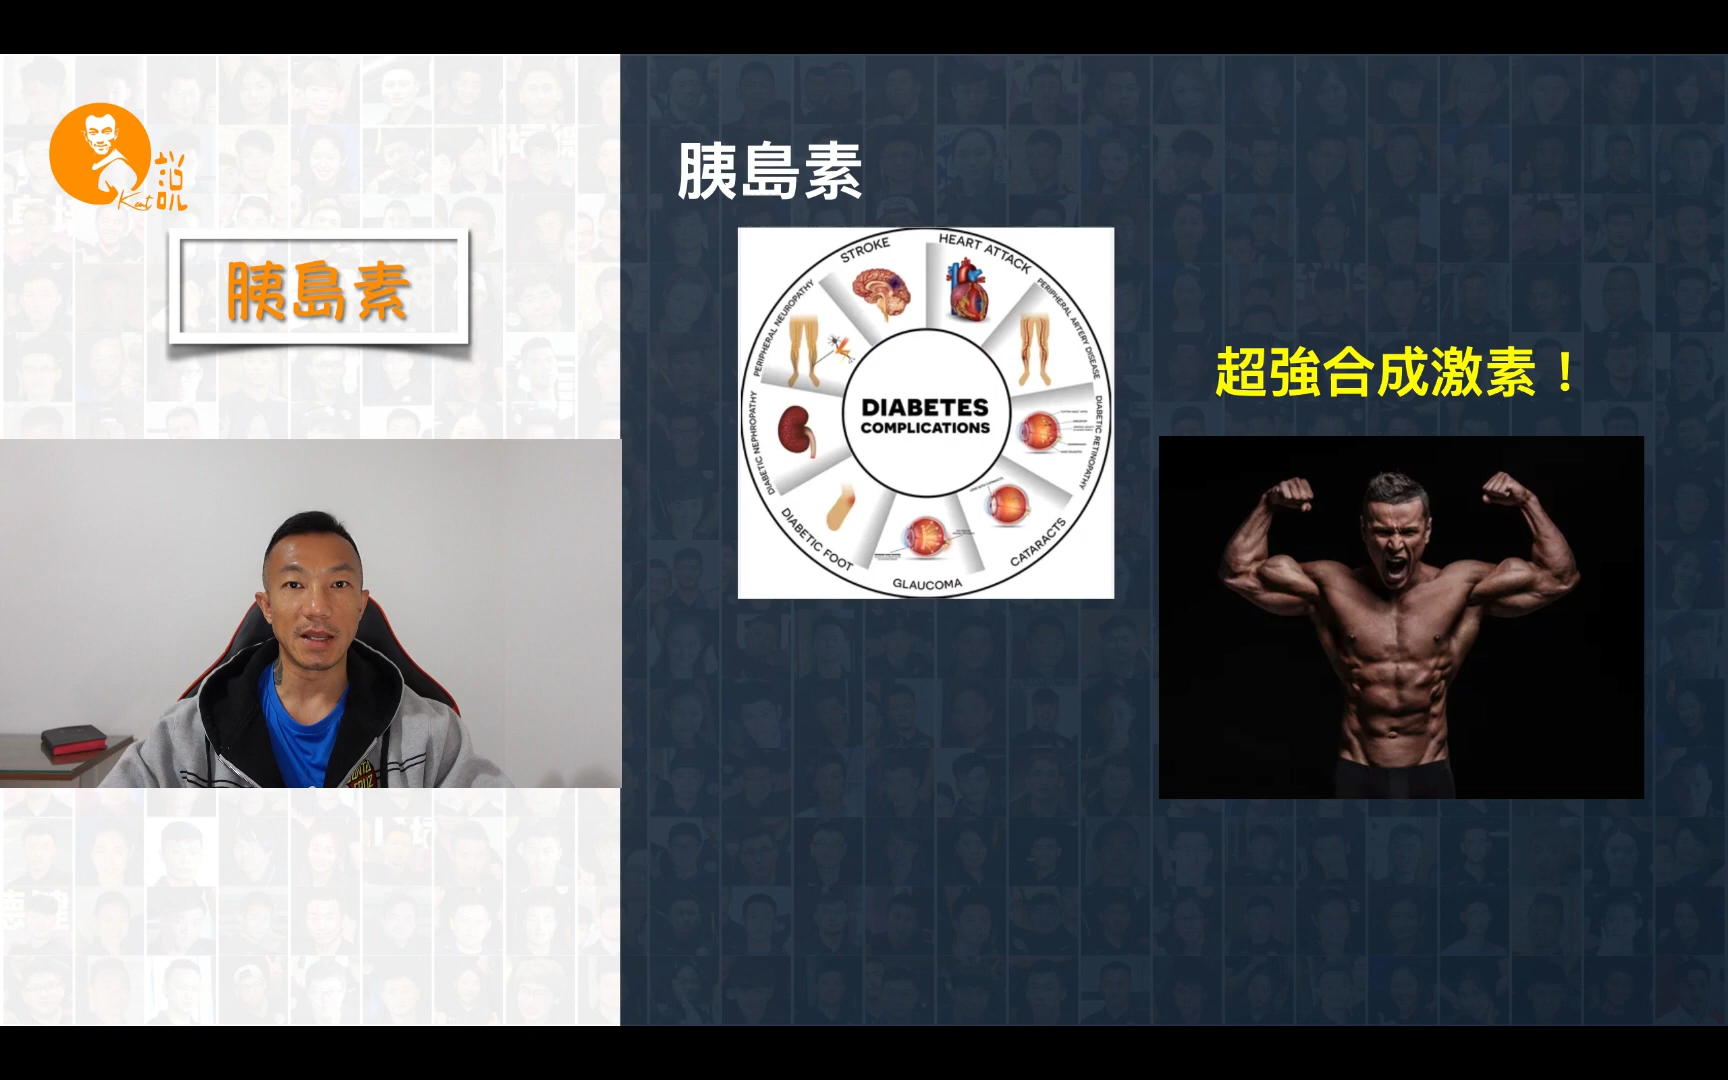 Kent
說
胰島素
胰島素
STROKE
HEART ATTACK
PERIPHERAL NEUROPATHY
PERIPHERAL ARTERY DISEASE
DIABETIC NEPHROPATHY
DIABETIC RETINOPATHY
DIABETES
COMPLICATIONS
DIABETIC FOOT
GLAUCOMA
CATARACTS
超強合成激素！